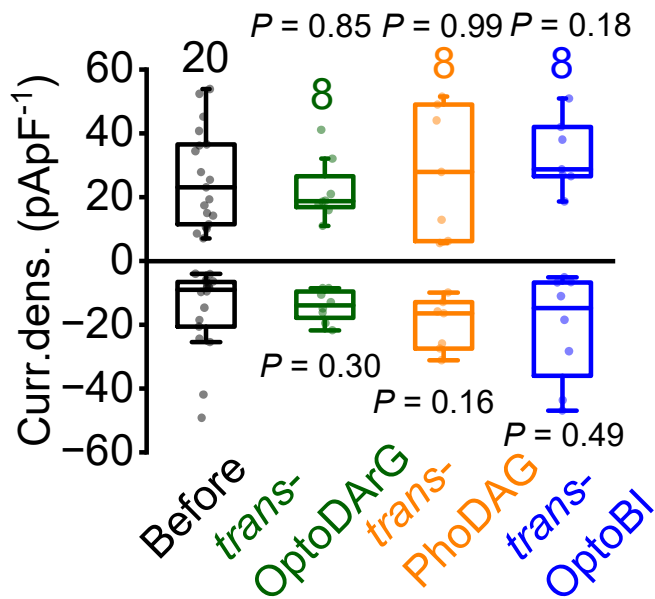 P = 0.85 P = 0.99 P = 0.18
20 8 8 8
60
40
20
0
−20
−40
−60
Curr.dens. (pApF-1)
P = 0.30
P = 0.16
P = 0.49
Before
trans-
OptoDArG
trans-
PhoDAG
trans-
OptoBI